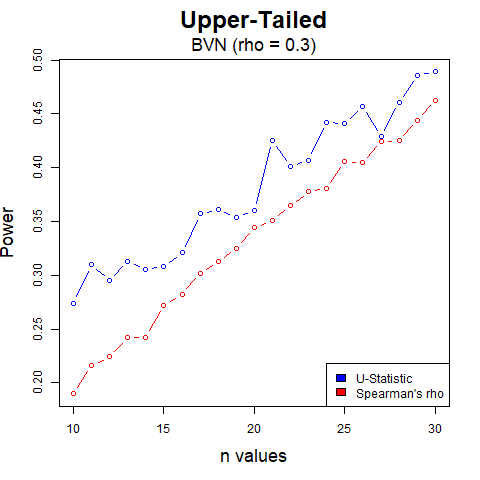 Upper-Tailed
BVN (rho = 0.3)
Power
0.50
0.45
0.40
0.35
0.30
0.25
0.20
10 15 20 25 30
n values
U-Statistic
Spearman's rho